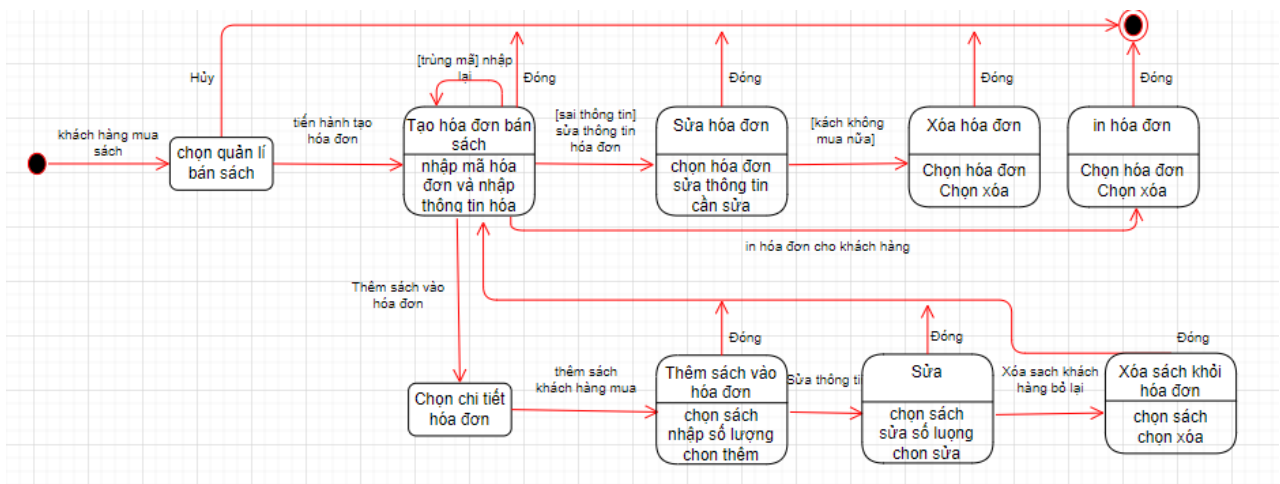 [trùng mã] nhập
lại
Hủy
Đóng
Đóng
Đóng
Đóng
khách hàng mua
sách
chọn quản lí
bán sách
tiến hành tạo
hóa đơn
Tạo hóa đơn bán
sách
nhập mã hóa
đơn và nhập
thông tin hóa
[sai thông tin]
sửa thông tin
hóa đơn
Sửa hóa đơn
chọn hóa đơn
sửa thông tin
cần sửa
[kách không
mua nữa]
Xóa hóa đơn
Chọn hóa đơn
Chọn xóa
in hóa đơn
Chọn hóa đơn
Chọn xóa
in hóa đơn cho khách hàng
Thêm sách vào
hóa đơn
Đóng
Đóng
Đóng
Chọn chi tiết
hóa đơn
thêm sách
khách hàng mua
Thêm sách vào
hóa đơn
chọn sách
nhập số lượng
chon thêm
Sửa thông ti
Sửa
chọn sách
sửa số luọng
chon sửa
Xóa sach khách
hàng bỏ lại
Xóa sách khỏi
hóa đơn
chọn sách
chọn xóa